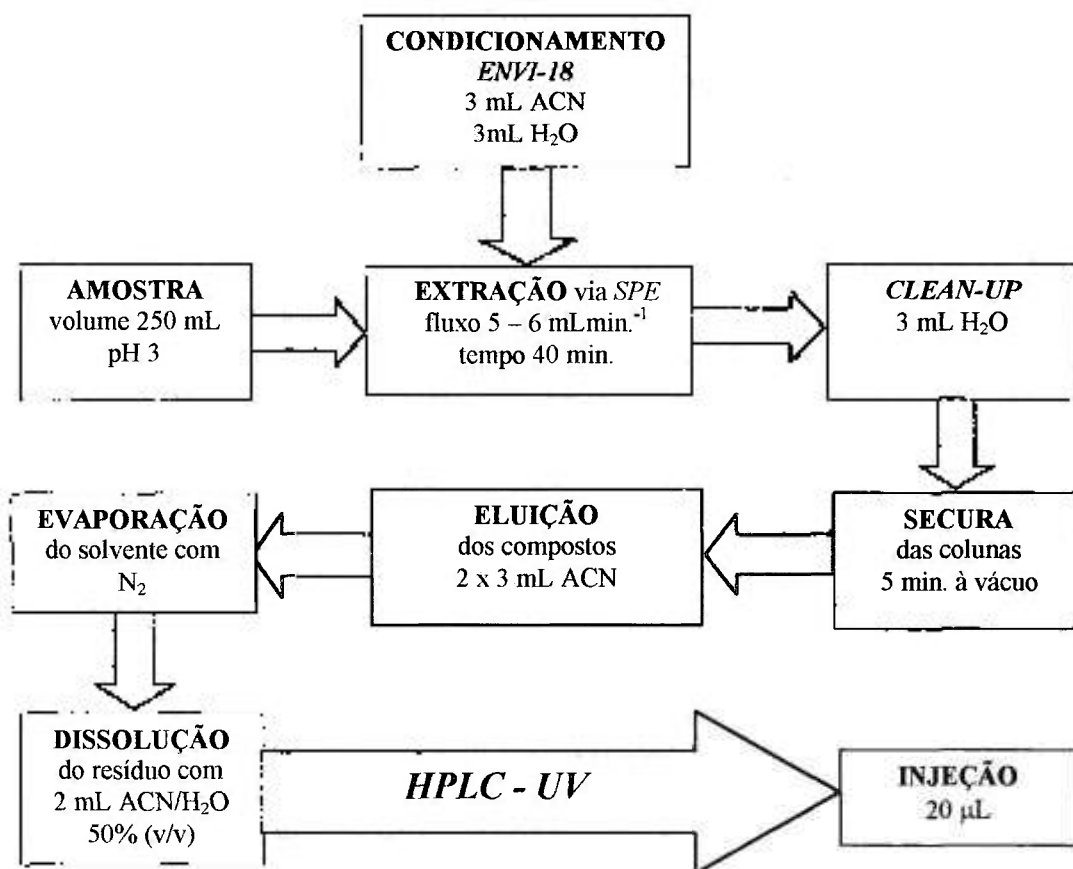 CONDICIONAMENTO
ENVI-18
3 mL ACN
3mL H₂O
AMOSTRA
volume 250 mL
pH 3
EXTRAÇÃO via SPE
fluxo 5 – 6 mLmin.⁻¹
tempo 40 min.
CLEAN-UP
3 mL H₂O
SECURA
das colunas
5 min. à vácuo
ELUIÇÃO
dos compostos
2 x 3 mL ACN
EVAPORAÇÃO
do solvente com
N₂
DISSOLUÇÃO
do resíduo com
2 mL ACN/H₂O
50% (v/v)
HPLC - UV
INJEÇÃO
20 µL